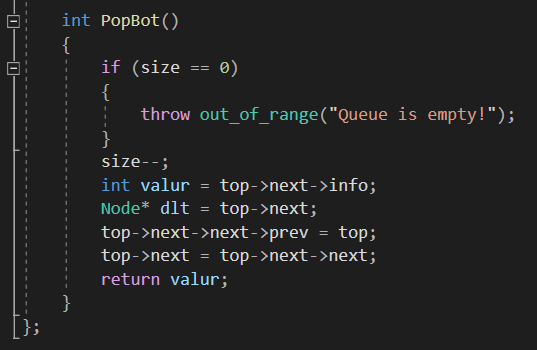 int PopBot()
{
if (size == 0)
{
throw out_of_range("Queue is empty!");
}
size--;
int valur = top->next->info;
Node* dlt = top->next;
top->next->next->prev = top;
top->next = top->next->next;
return valur;
}
};